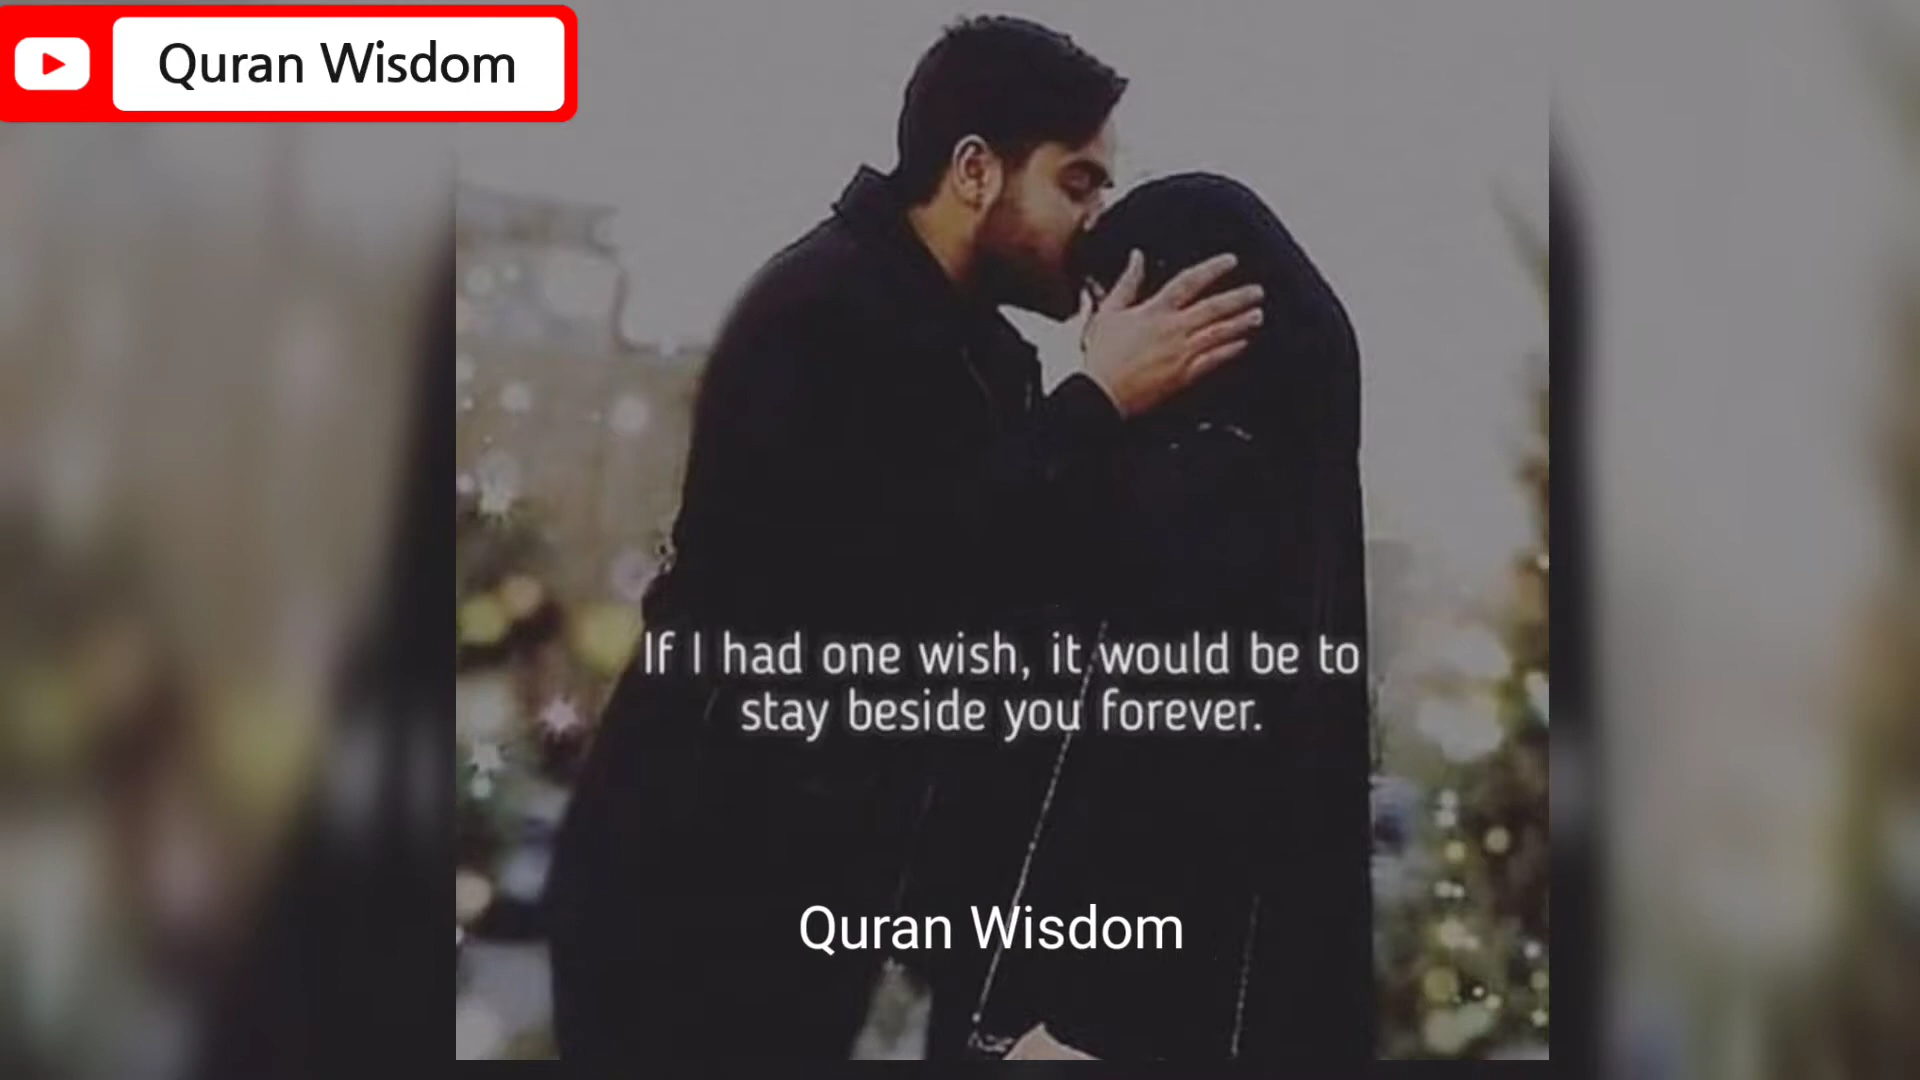 Quran Wisdom
If I had one wish, it would be to
stay beside you forever.
Quran Wisdom